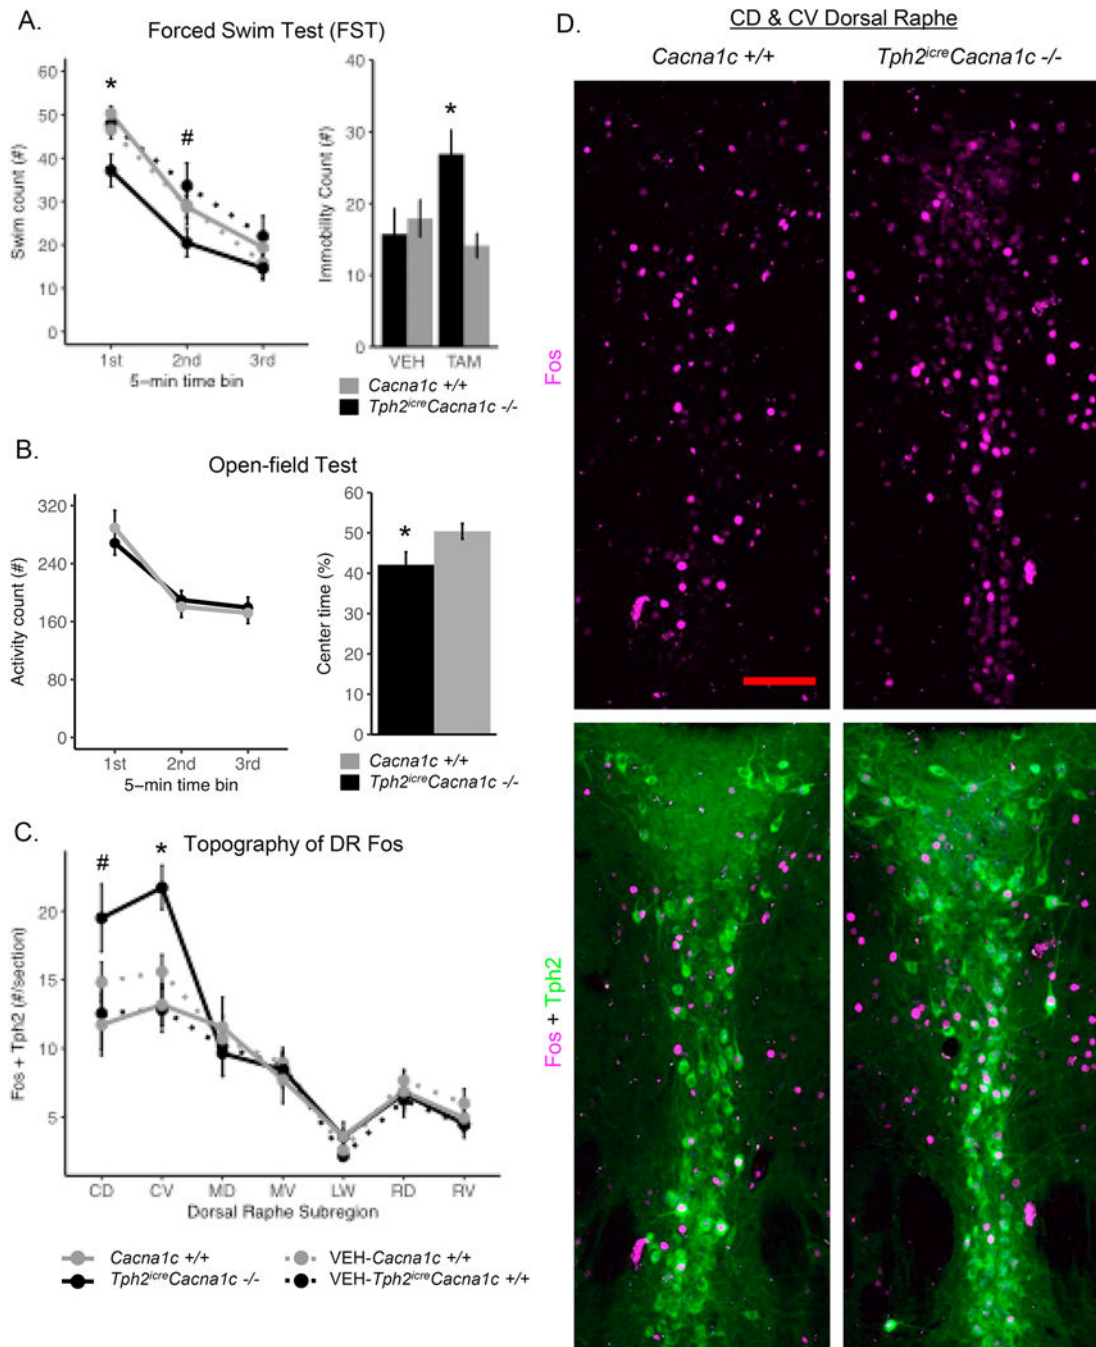 A.
Forced Swim Test (FST)
60
50
40
30
20
10
0
Swim count (#)
*
#
1st 2nd 3rd
5-min time bin
40
30
20
10
0
Immobility Count (#)
*
VEH TAM
Cacna1c +/+
Tph2icreCacna1c -/-
B.
Open-field Test
320
240
160
80
0
Activity count (#)
1st 2nd 3rd
5-min time bin
60
50
40
30
20
10
0
Center time (%)
*
Cacna1c +/+
Tph2icreCacna1c -/-
C.
Topography of DR Fos
# *
20
15
10
5
Fos + Tph2 (#/section)
CD CV MD MV LW RD RV
Dorsal Raphe Subregion
Cacna1c +/+ VEH-Cacna1c +/+
Tph2icreCacna1c -/- VEH-Tph2icreCacna1c +/+
D.
CD & CV Dorsal Raphe
Cacna1c +/+ Tph2icreCacna1c -/-
Fos
Fos + Tph2